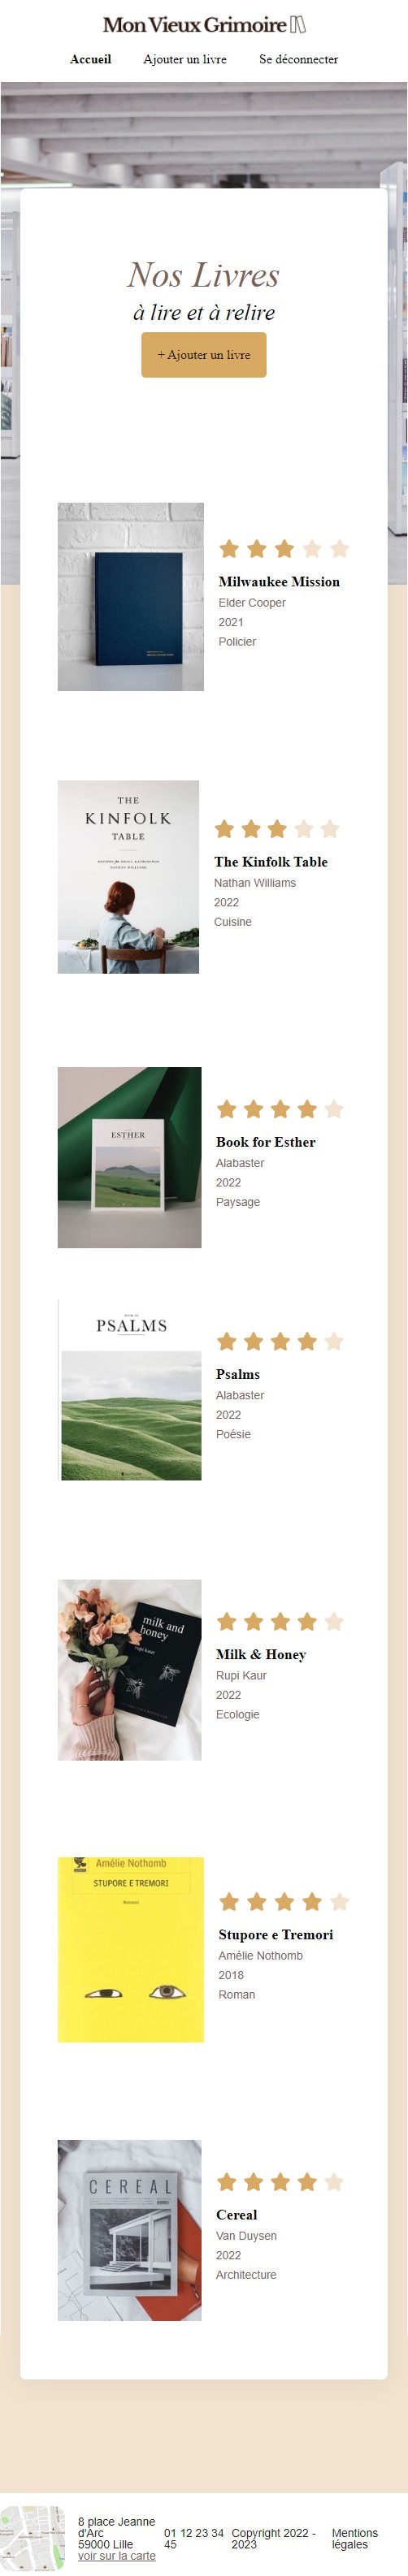 Mon Vieux Grimoire
Accueil Ajouter un livre Se déconnecter
Nos Livres
à lire et à relire
+ Ajouter un livre
Milwaukee Mission
Elder Cooper
2021
Policier
THE
KINFOLK
TABLE
NATHAN WILLIAMS
The Kinfolk Table
Nathan Williams
2022
Cuisine
ESTHER
Book for Esther
Alabaster
2022
Paysage
PSALMS
Psalms
Alabaster
2022
Poésie
milk and
honey
rupi kaur
Milk & Honey
Rupi Kaur
2022
Ecologie
Amélie Nothomb
STUPORE E TREMORI
Romanzo
Stupore e Tremori
Amélie Nothomb
2018
Roman
CEREAL
Cereal
Van Duysen
2022
Architecture
8 place Jeanne
d'Arc
59000 Lille
voir sur la carte
01 12 23 34
45
Copyright 2022 -
2023
Mentions
légales